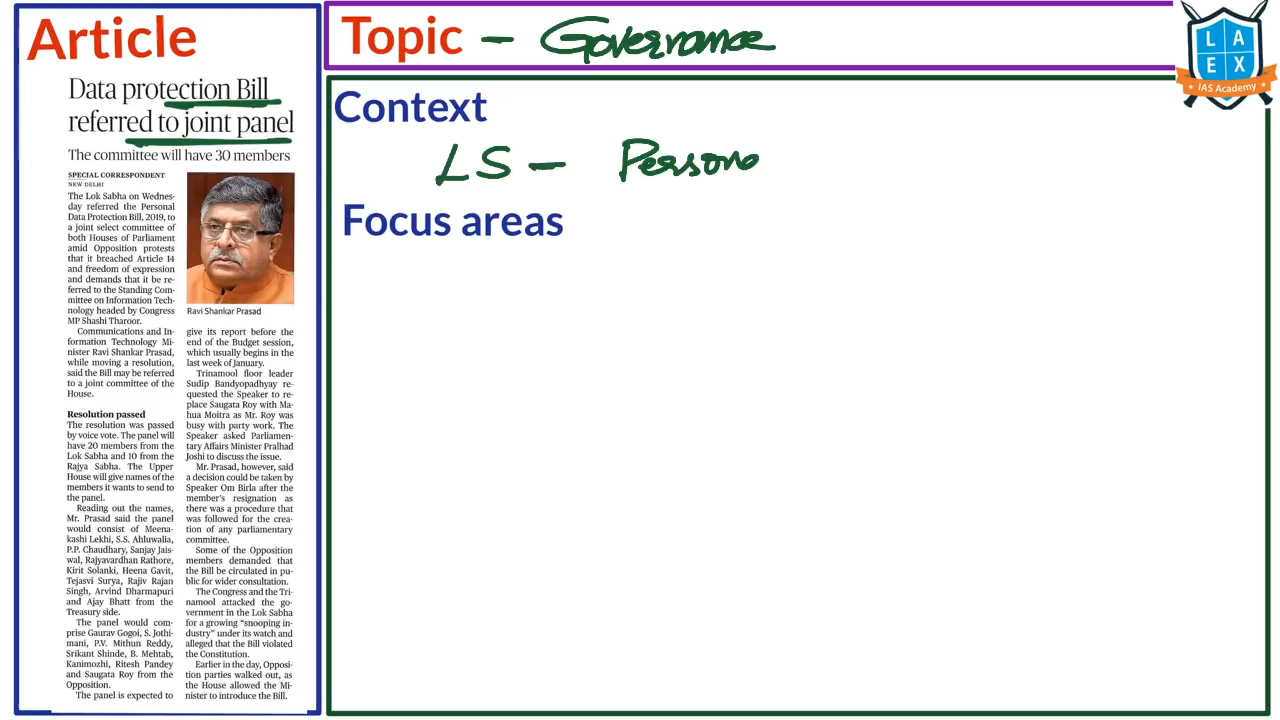 Article
Data protection Bill
referred to joint panel
The committee will have 30 members
SPECIAL CORRESPONDENT
NEW DELHI
The Lok Sabha on Wednes-
day referred the Personal
Data Protection Bill, 2019, to
a joint select committee of
both Houses of Parliament
amid Opposition protests
that it breached Article 14
and freedom of expression
and demands that it be re-
ferred to the Standing Com-
mittee on Information Tech-
nology headed by Congress
MP Shashi Tharoor.
Communications and In-
formation Technology Mi-
nister Ravi Shankar Prasad,
while moving a resolution,
said the Bill may be referred
to a joint committee of the
House.
Resolution passed
The resolution was passed
by voice vote. The panel will
have 20 members from the
Lok Sabha and 10 from the
Rajya Sabha. The Upper
House will give names of the
members it wants to send to
the panel.
Reading out the names,
Mr. Prasad said the panel
would consist of Meena-
kashi Lekhi, S.S. Ahluwalia,
P.P. Chaudhary, Sanjay Jais-
wal, Rajyavardhan Rathore,
Kirit Solanki, Heena Gavit,
Tejasvi Surya, Rajiv Rajan
Singh, Arvind Dharmapuri
and Ajay Bhatt from the
Treasury side.
The panel would com-
prise Gaurav Gogoi, S. Jothi-
mani, P.V. Mithun Reddy,
Srikant Shinde, B. Mehtab,
Kanimozhi, Ritesh Pandey
and Saugata Roy from the
Opposition.
The panel is expected to
Ravi Shankar Prasad
give its report before the
end of the Budget session,
which usually begins in the
last week of January.
Trinamool floor leader
Sudip Bandyopadhyay re-
quested the Speaker to re-
place Saugata Roy with Ma-
hua Moitra as Mr. Roy was
busy with party work. The
Speaker asked Parliamen-
tary Affairs Minister Pralhad
Joshi to discuss the issue.
Mr. Prasad, however, said
a decision could be taken by
Speaker Om Birla after the
member's resignation as
there was a procedure that
was followed for the crea-
tion of any parliamentary
committee.
Some of the Opposition
members demanded that
the Bill be circulated in pu-
blic for wider consultation.
The Congress and the Tri-
namool attacked the go-
vernment in the Lok Sabha
for a growing "snooping in-
dustry" under its watch and
alleged that the Bill violated
the Constitution.
Earlier in the day, Opposi-
tion parties walked out, as
the House allowed the Mi-
nister to introduce the Bill.
Topic - Governance
LA
EX
IAS Academy
Context
LS - Persona
Focus areas